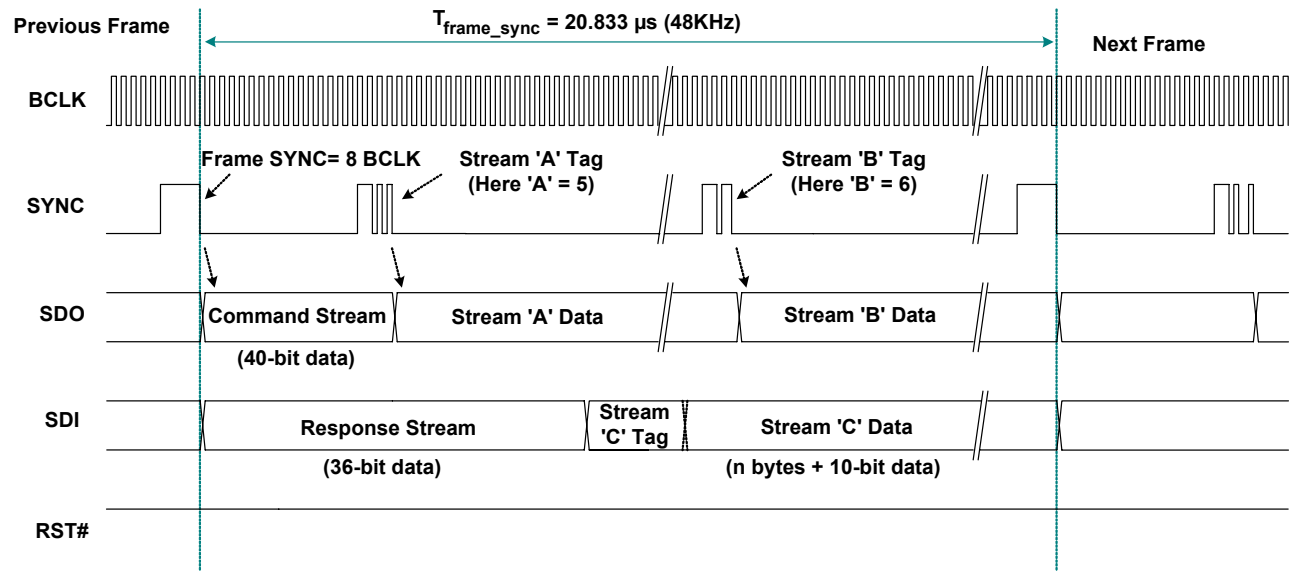 Previous Frame
T frame_sync = 20.833 µs (48KHz)
Next Frame
BCLK
Frame SYNC= 8 BCLK
Stream 'A' Tag
(Here 'A' = 5)
Stream 'B' Tag
(Here 'B' = 6)
SYNC
SDO
Command Stream
Stream 'A' Data
Stream 'B' Data
(40-bit data)
SDI
Response Stream
Stream
'C' Tag
Stream 'C' Data
(36-bit data)
(n bytes + 10-bit data)
RST#